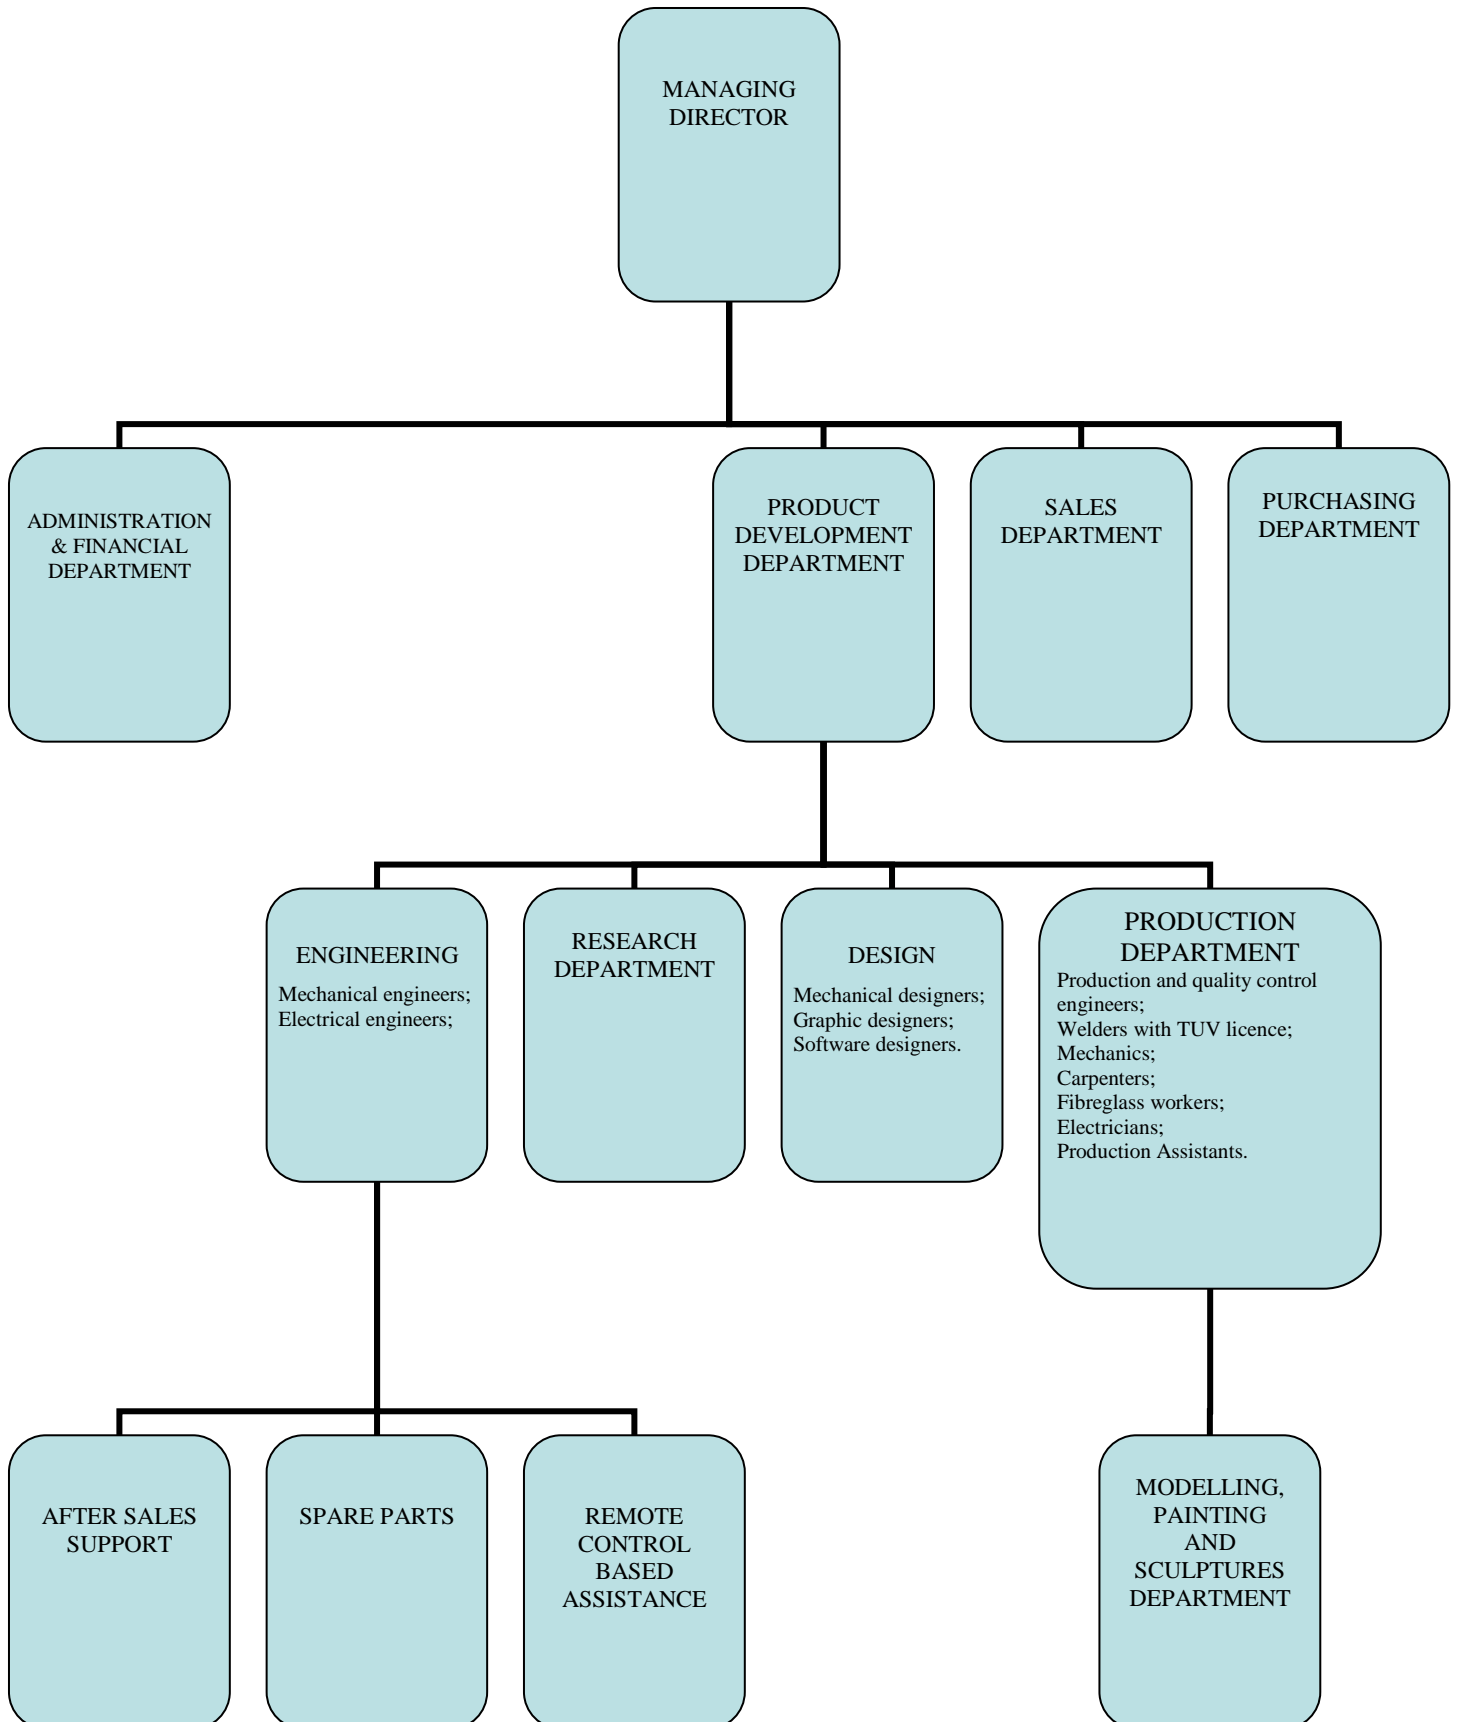 MANAGING
DIRECTOR
ADMINISTRATION
& FINANCIAL
DEPARTMENT
PRODUCT
DEVELOPMENT
DEPARTMENT
SALES
DEPARTMENT
PURCHASING
DEPARTMENT
ENGINEERING
Mechanical engineers;
Electrical engineers;
RESEARCH
DEPARTMENT
DESIGN
Mechanical designers;
Graphic designers;
Software designers.
PRODUCTION
DEPARTMENT
Production and quality control
engineers;
Welders with TUV licence;
Mechanics;
Carpenters;
Fibreglass workers;
Electricians;
Production Assistants.
AFTER SALES
SUPPORT
SPARE PARTS
REMOTE
CONTROL
BASED
ASSISTANCE
MODELLING,
PAINTING
AND
SCULPTURES
DEPARTMENT